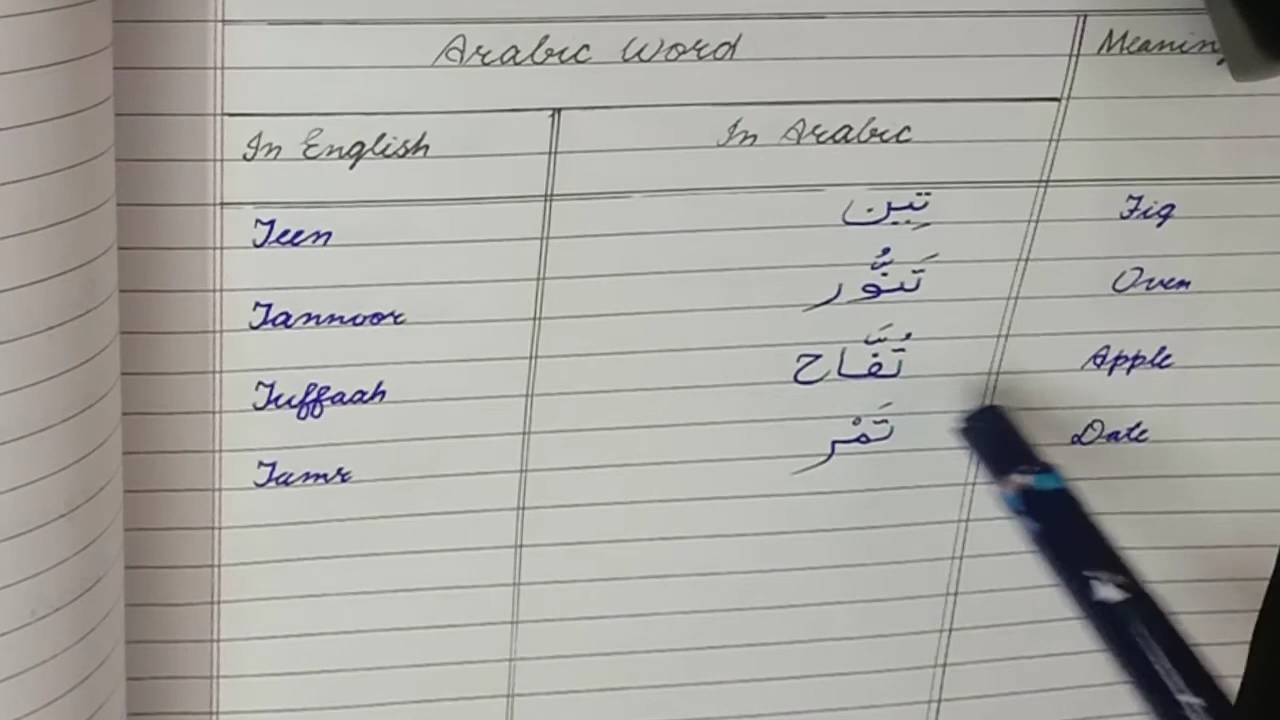 Arabic Word Meaning
In English In Arabic
Teen تِين Fig
Tannoor تَنُّور Oven
Tuffaah تُفَّاح Apple
Tamr تَمْر Date